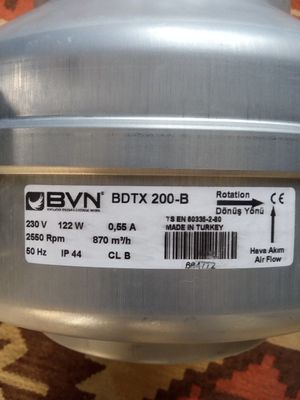 BVN® BDTX 200-B Rotation
Dönüş Yönü
CE
230 V 122 W 0,55 A TS EN 60335-2-80
MADE IN TURKEY
2550 Rpm 870 m³/h
50 Hz IP 44 CL B
Hava Akım
Air Flow